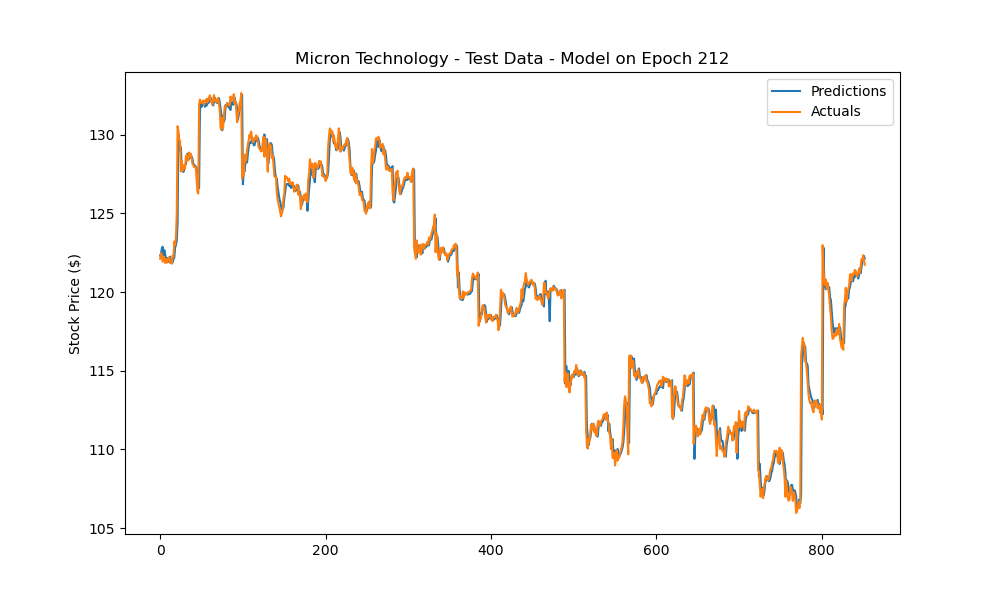 Micron Technology - Test Data - Model on Epoch 212
Predictions
Actuals
Stock Price ($)
130
125
120
115
110
105
0 200 400 600 800